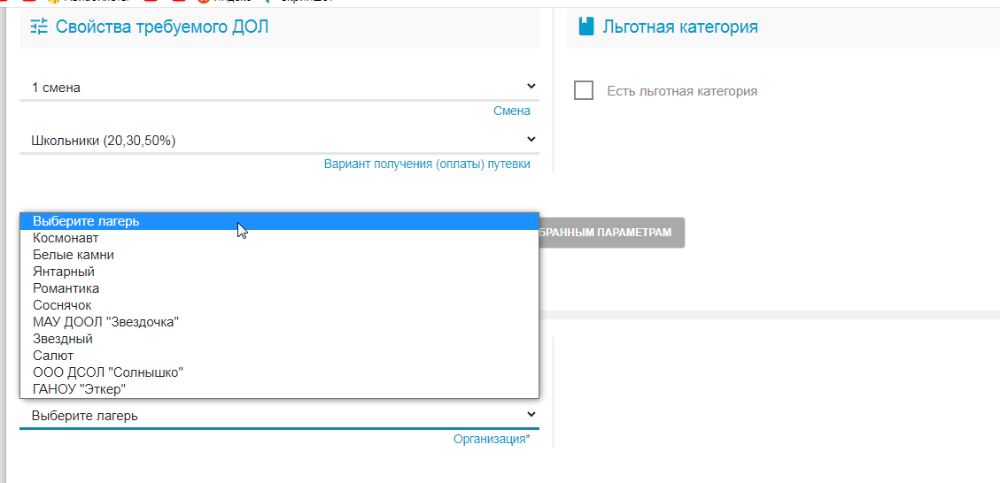 Свойства требуемого ДОЛ
Льготная категория
1 смена
Есть льготная категория
Смена
Школьники (20,30,50%)
Вариант получения (оплаты) путевки
Выберите лагерь
БРАННЫМ ПАРАМЕТРАМ
Космонавт
Белые камни
Янтарный
Романтика
Соснячок
МАУ ДООЛ "Звездочка"
Звездный
Салют
ООО ДСОЛ "Солнышко"
ГАНОУ "Эткер"
Выберите лагерь
Организация*